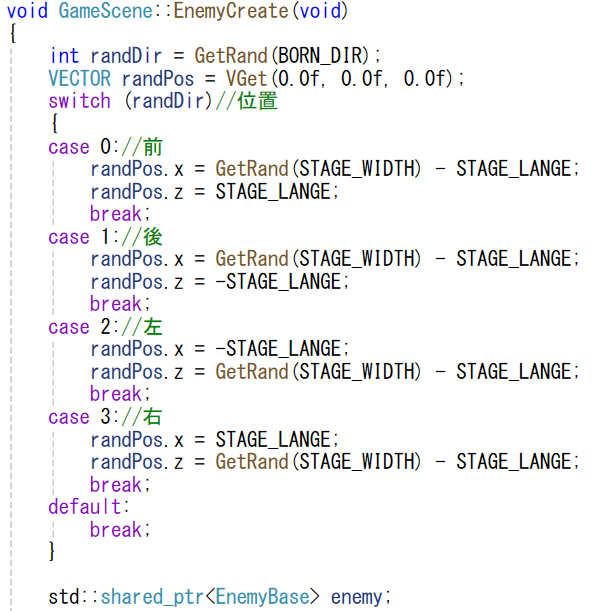 void GameScene::EnemyCreate(void)
{
    int randDir = GetRand(BORN_DIR);
    VECTOR randPos = VGet(0.0f, 0.0f, 0.0f);
    switch (randDir)//位置
    {
    case 0://前
        randPos.x = GetRand(STAGE_WIDTH) - STAGE_LANGE;
        randPos.z = STAGE_LANGE;
        break;
    case 1://後
        randPos.x = GetRand(STAGE_WIDTH) - STAGE_LANGE;
        randPos.z = -STAGE_LANGE;
        break;
    case 2://左
        randPos.x = -STAGE_LANGE;
        randPos.z = GetRand(STAGE_WIDTH) - STAGE_LANGE;
        break;
    case 3://右
        randPos.x = STAGE_LANGE;
        randPos.z = GetRand(STAGE_WIDTH) - STAGE_LANGE;
        break;
    default:
        break;
    }
    std::shared_ptr<EnemyBase> enemy;